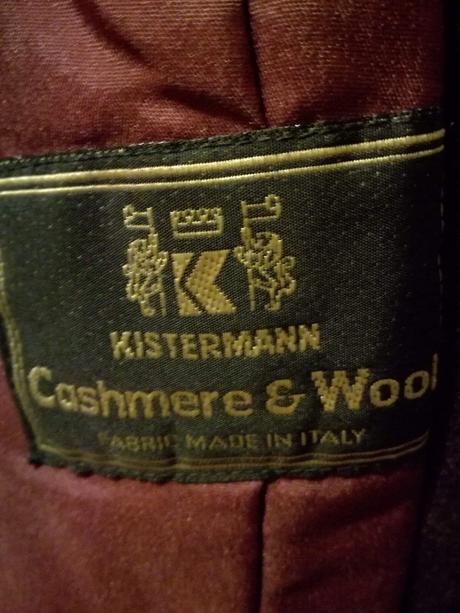 K
KISTERMANN
Cashmere & Wool
FABRIC MADE IN ITALY